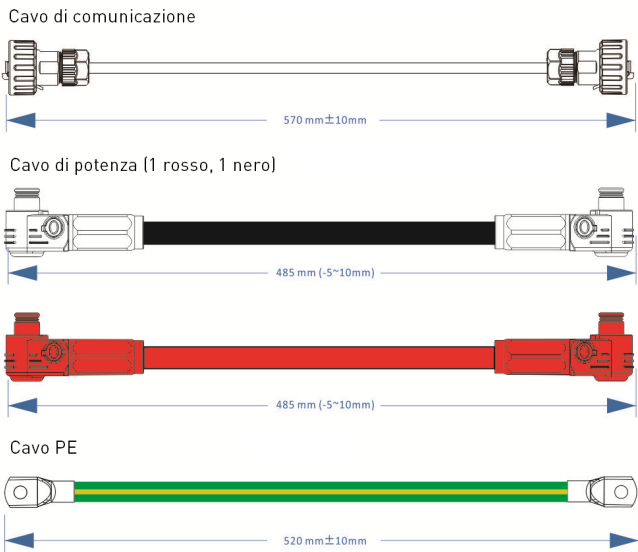 Cavo di comunicazione
570 mm±10mm
Cavo di potenza (1 rosso, 1 nero)
485 mm (-5~10mm)
485 mm (-5~10mm)
Cavo PE
520 mm±10mm